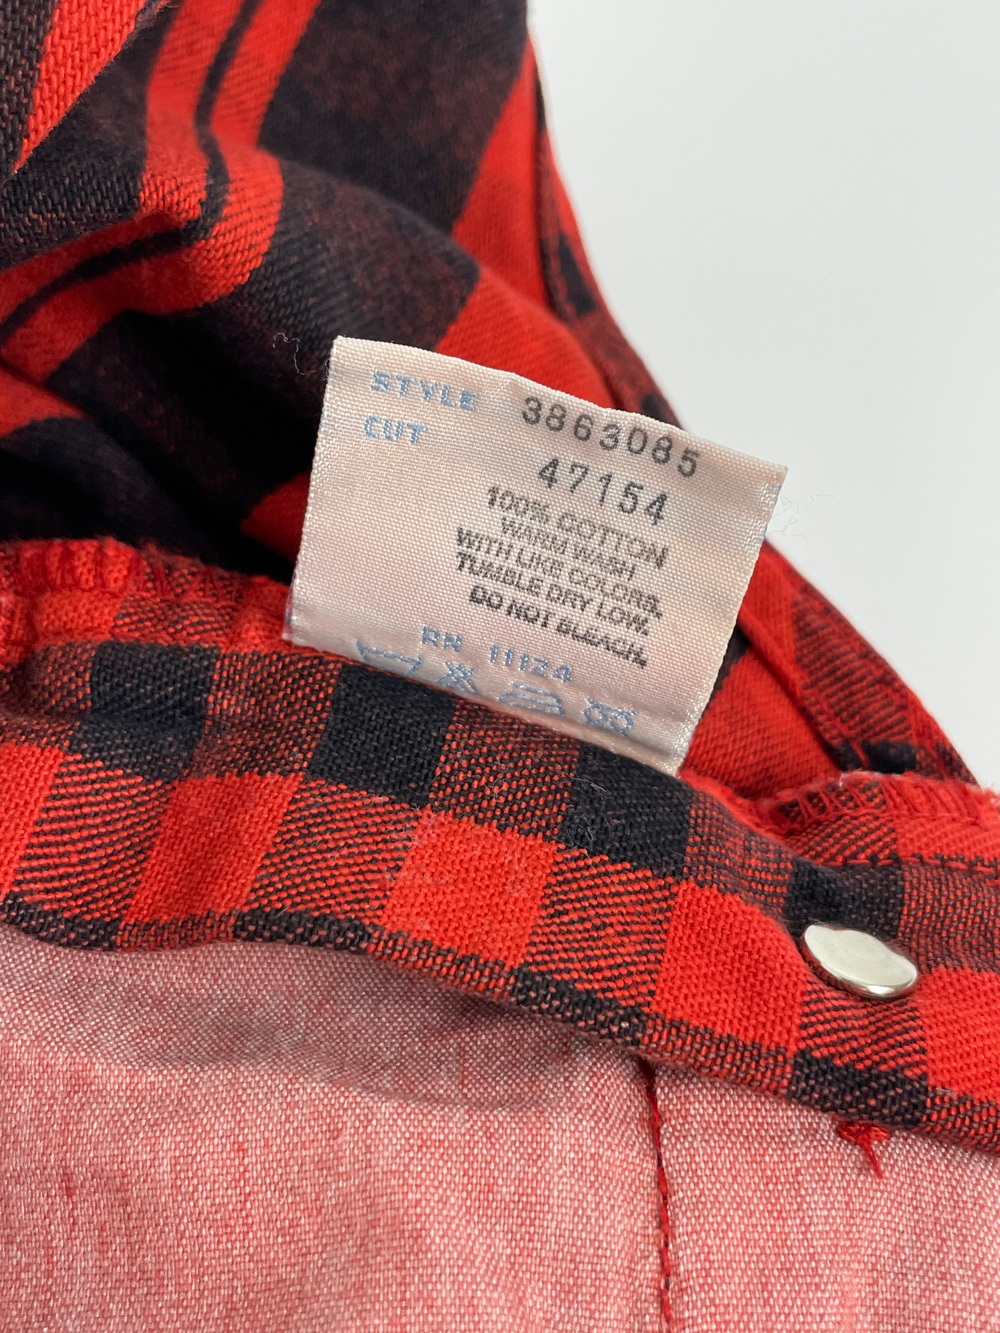 STYLE 3863085
CUT 47154
100% COTTON
WARM WASH
WITH LIKE COLORS,
TUMBLE DRY LOW,
DO NOT BLEACH.
RN 11124